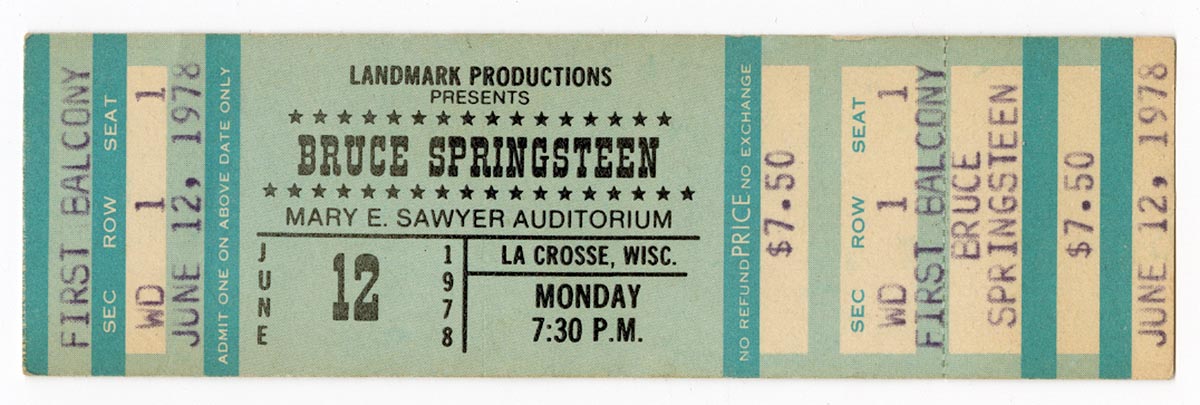 FIRST BALCONY
SEC ROW SEAT
WD 1 1
JUNE 12, 1978
ADMIT ONE ON ABOVE DATE ONLY
LANDMARK PRODUCTIONS
PRESENTS
BRUCE SPRINGSTEEN
MARY E. SAWYER AUDITORIUM
JUNE
12
1978
LA CROSSE, WISC.
MONDAY
7:30 P.M.
NO REFUND PRICE NO EXCHANGE
$7.50
SEC ROW SEAT
WD 1 1
FIRST BALCONY
BRUCE
SPRINGSTEEN
$7.50
JUNE 12, 1978